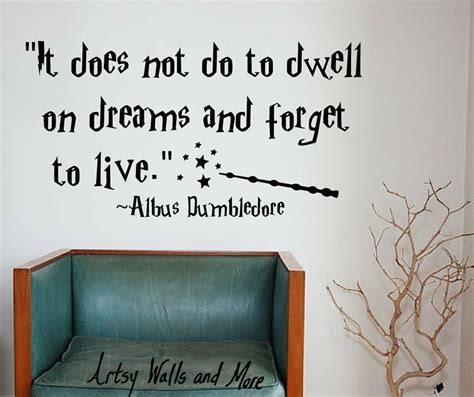 "It does not do to dwell
on dreams and forget
to live."
~Albus Dumbledore
Artsy Walls and More